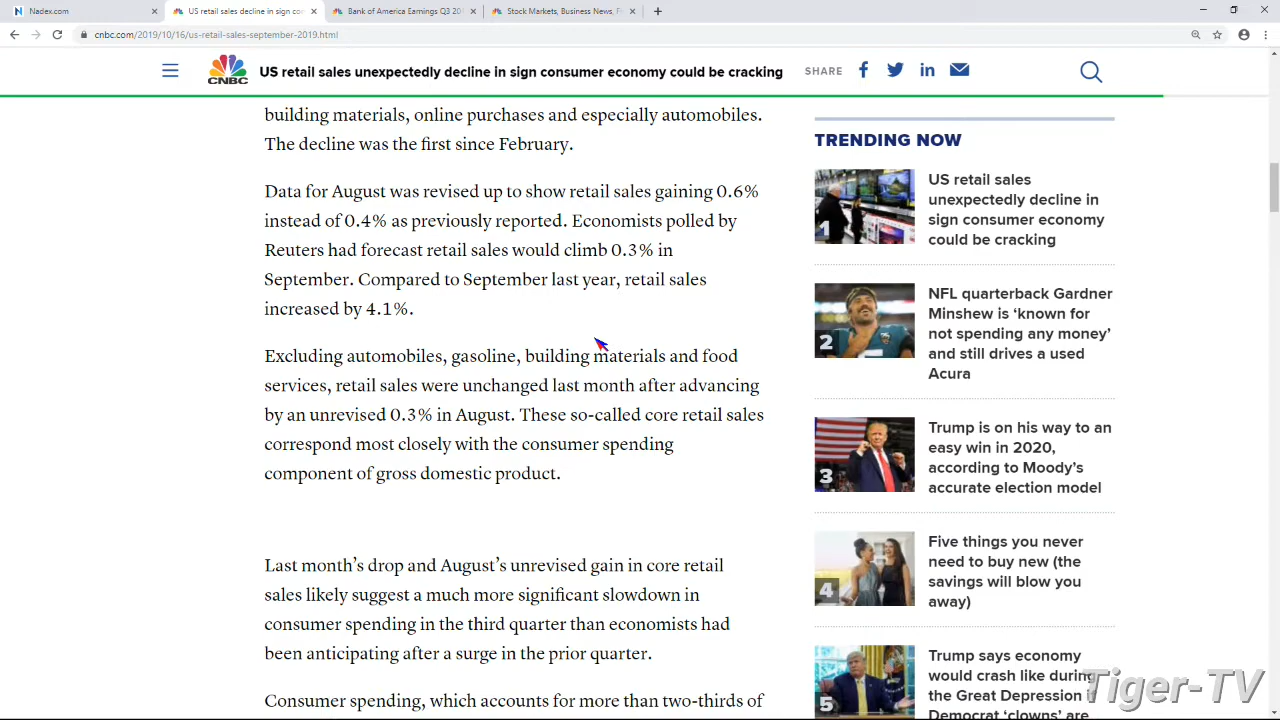 Nadex.com
US retail sales decline in sign con
Bank of America Earnings Q3 20
Stock Markets, Business News, F
cnbc.com/2019/10/16/us-retail-sales-september-2019.html
CNBC
US retail sales unexpectedly decline in sign consumer economy could be cracking
SHARE
building materials, online purchases and especially automobiles.
The decline was the first since February.
Data for August was revised up to show retail sales gaining 0.6%
instead of 0.4% as previously reported. Economists polled by
Reuters had forecast retail sales would climb 0.3% in
September. Compared to September last year, retail sales
increased by 4.1%.
Excluding automobiles, gasoline, building materials and food
services, retail sales were unchanged last month after advancing
by an unrevised 0.3% in August. These so-called core retail sales
correspond most closely with the consumer spending
component of gross domestic product.
Last month’s drop and August’s unrevised gain in core retail
sales likely suggest a much more significant slowdown in
consumer spending in the third quarter than economists had
been anticipating after a surge in the prior quarter.
Consumer spending, which accounts for more than two-thirds of
TRENDING NOW
1
US retail sales
unexpectedly decline in
sign consumer economy
could be cracking
2
NFL quarterback Gardner
Minshew is ‘known for
not spending any money’
and still drives a used
Acura
3
Trump is on his way to an
easy win in 2020,
according to Moody’s
accurate election model
4
Five things you never
need to buy new (the
savings will blow you
away)
5
Trump says economy
would crash like during
the Great Depression
Democrat ‘clowns’ are
Tiger-TV